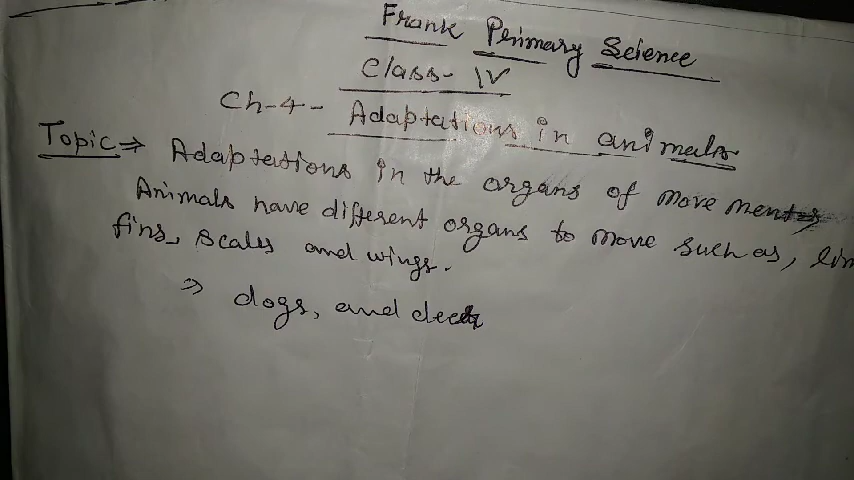 Frank Primary Science
Class- IV
Ch-4- Adaptations in animals
Topic⇒ Adaptations in the organs of movement
Animals have different organs to move such as,
fins, scales and wings.
⇒ dogs, and deer